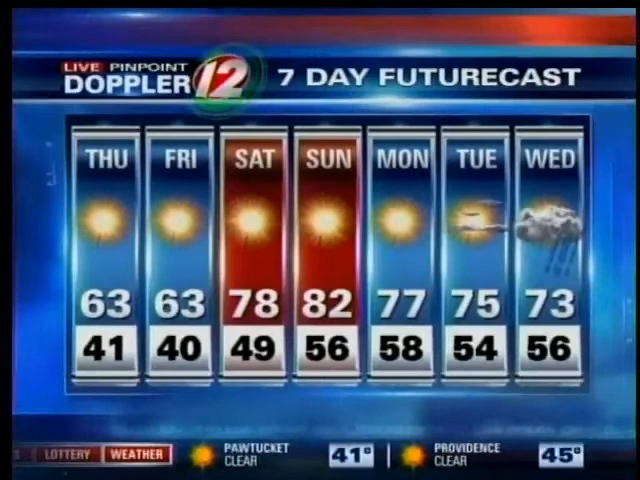 LIVE PINPOINT
DOPPLER 12
7 DAY FUTURECAST
THU FRI SAT SUN MON TUE WED
63 63 78 82 77 75 73
41 40 49 56 58 54 56
S LOTTERY WEATHER
PAWTUCKET 41°
CLEAR
PROVIDENCE 45°
CLEAR